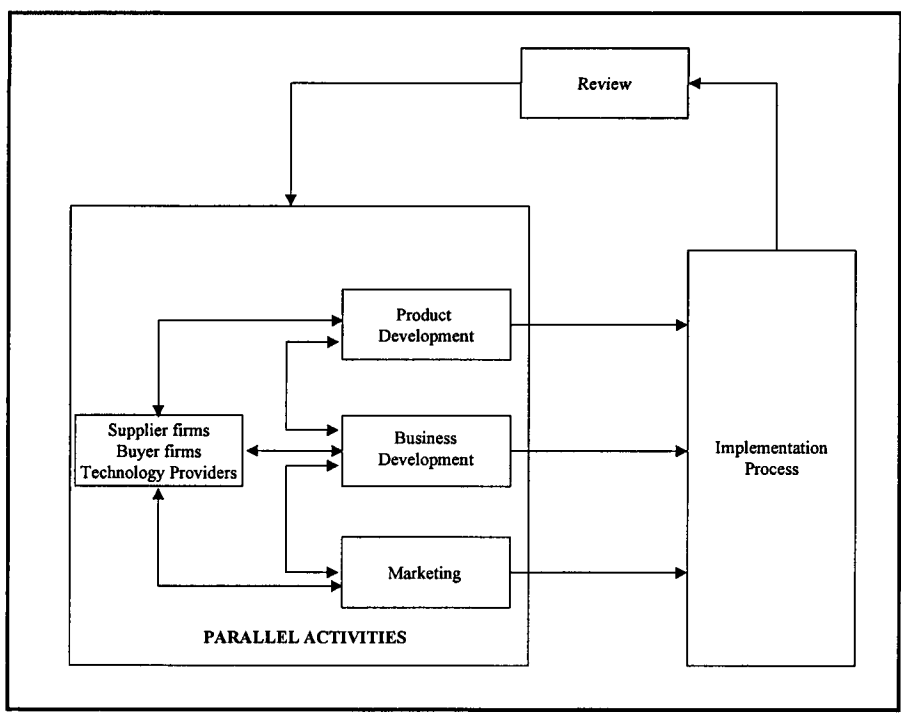 Review
Product
Development
Supplier firms
Buyer firms
Technology Providers
Business
Development
Implementation
Process
Marketing
PARALLEL ACTIVITIES